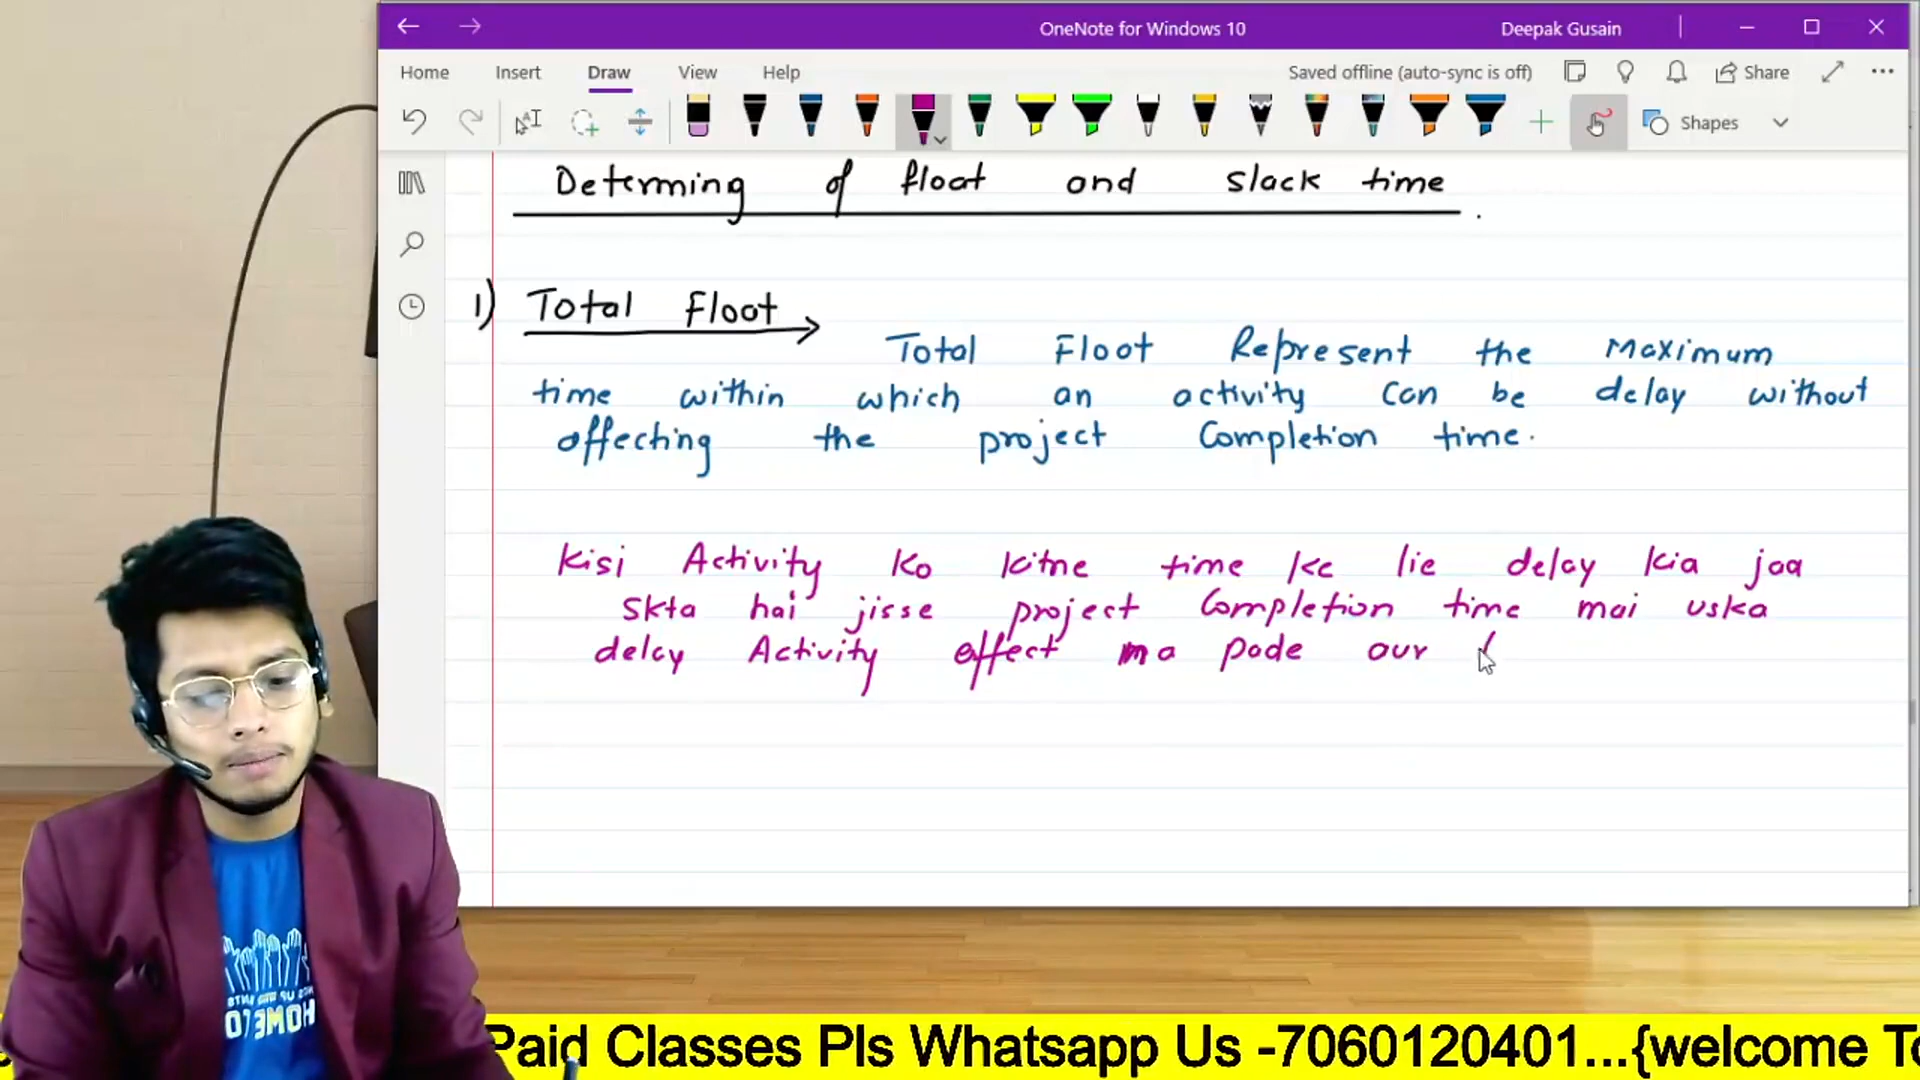 OneNote for Windows 10
Deepak Gusain
Home Insert Draw View Help
Saved offline (auto-sync is off)
Share
Shapes
Determing of float and slack time.
1) Total Float
Total Float Represent the Maximum
time within which an activity Can be delay without
affecting the project Completion time.
Kisi Activity Ko Kitne time ke lie delay kia jaa
skta hai jisse project Completion time mai uska
delay Activity effect na pade aur
HOME
Paid Classes Pls Whatsapp Us -7060120401...{welcome To